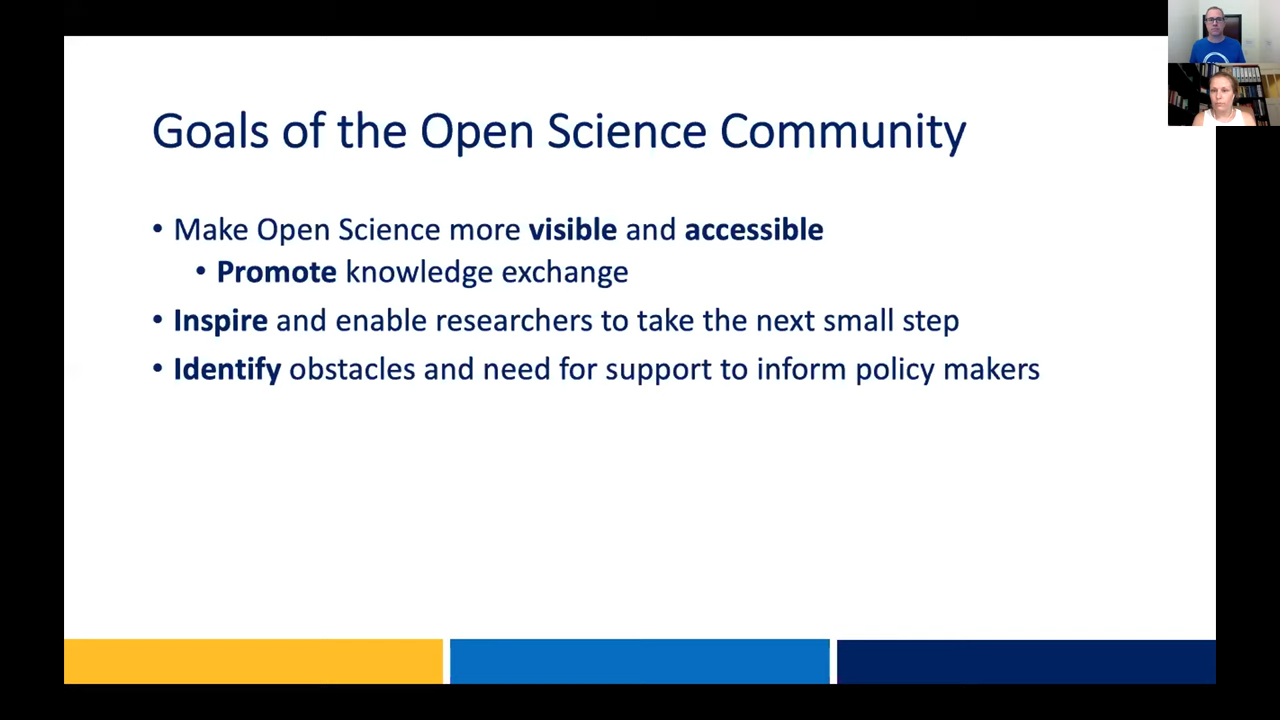 Goals of the Open Science Community
• Make Open Science more visible and accessible
• Promote knowledge exchange
• Inspire and enable researchers to take the next small step
• Identify obstacles and need for support to inform policy makers